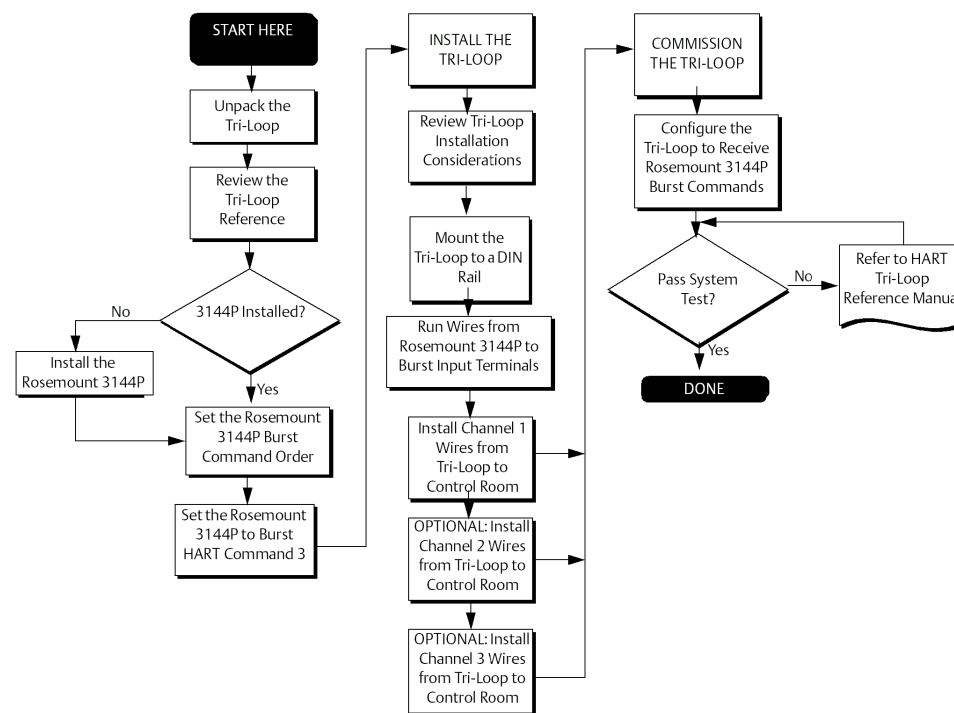 START HERE
Unpack the
Tri-Loop
Review the
Tri-Loop
Reference
3144P Installed?
No
Install the
Rosemount 3144P
Yes
Set the Rosemount
3144P Burst
Command Order
Set the Rosemount
3144P to Burst
HART Command 3
INSTALL THE
TRI-LOOP
Review Tri-Loop
Installation
Considerations
Mount the
Tri-Loop to a DIN
Rail
Run Wires from
Rosemount 3144P to
Burst Input Terminals
Install Channel 1
Wires from
Tri-Loop to
Control Room
OPTIONAL: Install
Channel 2 Wires
from Tri-Loop to
Control Room
OPTIONAL: Install
Channel 3 Wires
from Tri-Loop to
Control Room
COMMISSION
THE TRI-LOOP
Configure the
Tri-Loop to Receive
Rosemount 3144P
Burst Commands
Pass System
Test?
No
Refer to HART
Tri-Loop
Reference Manua
Yes
DONE